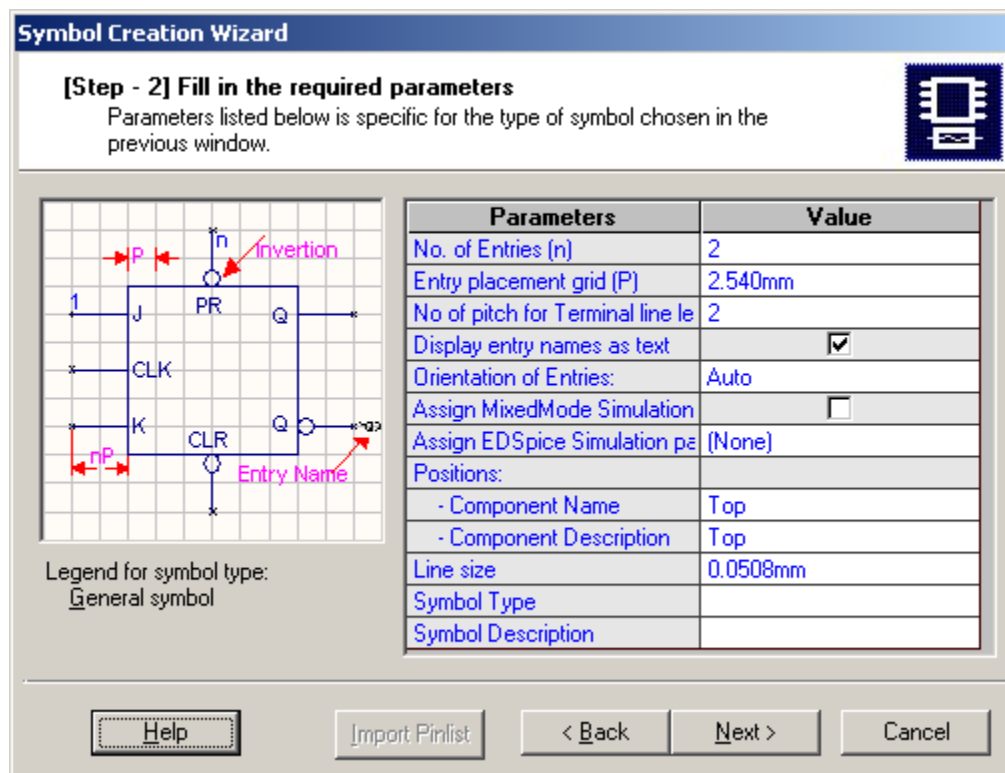 Symbol Creation Wizard
[Step - 2] Fill in the required parameters
Parameters listed below is specific for the type of symbol chosen in the
previous window.
n
P
Invertion
1
J
PR
Q
CLK
K
CLR
Q
nP
Entry Name
Legend for symbol type:
General symbol
Parameters Value
No. of Entries (n) 2
Entry placement grid (P) 2.540mm
No of pitch for Terminal line le 2
Display entry names as text
Orientation of Entries: Auto
Assign MixedMode Simulation
Assign EDSpice Simulation pa (None)
Positions:
- Component Name Top
- Component Description Top
Line size 0.0508mm
Symbol Type
Symbol Description
Help
Import Pinlist
< Back
Next >
Cancel